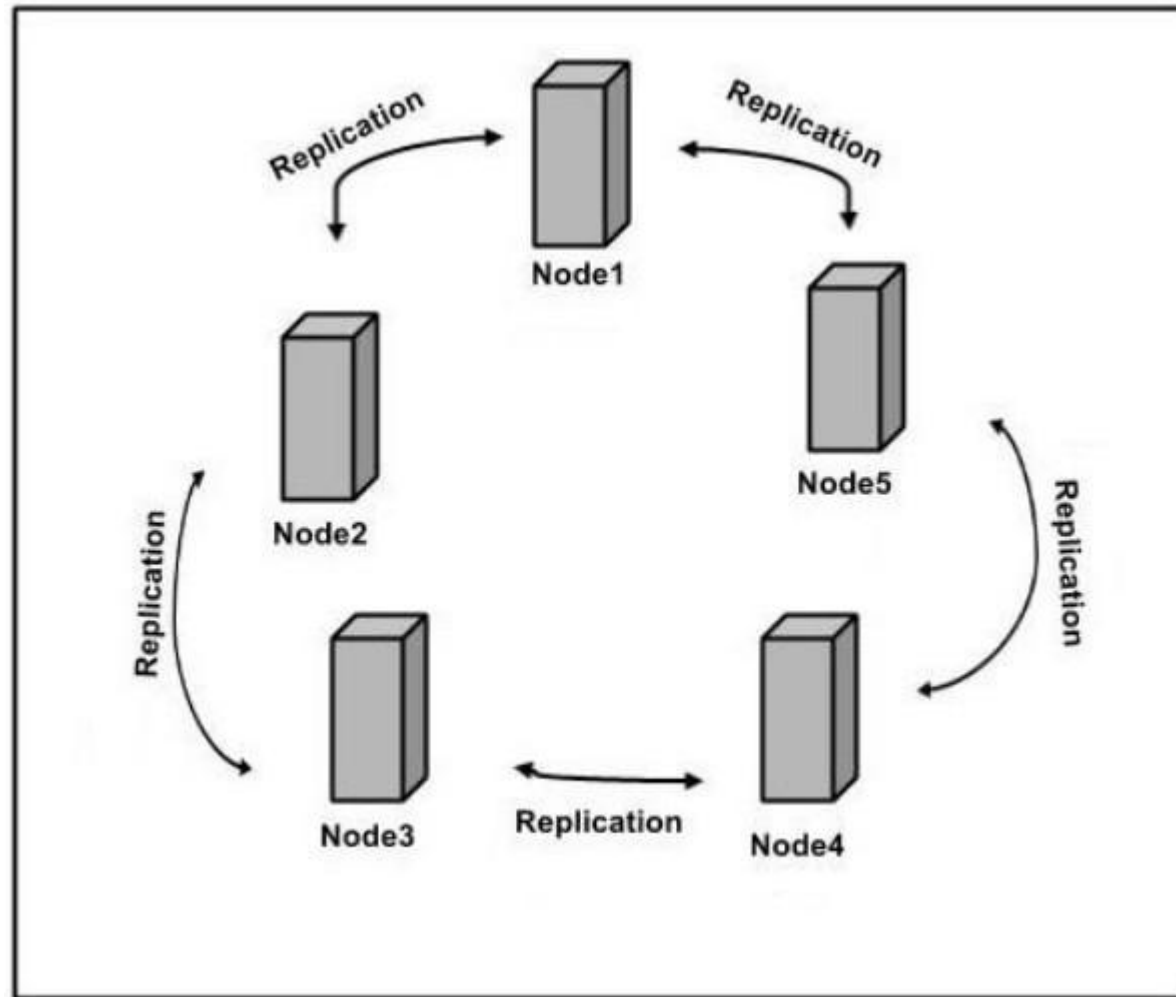 Replication
Replication
Node1
Node5
Node2
Replication
Replication
Node3
Replication
Node4